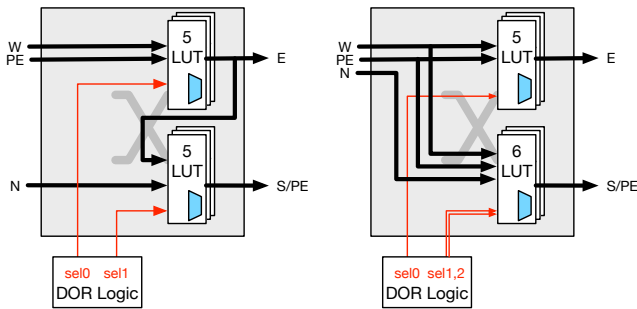 W
PE
5
LUT
E
5
LUT
N
S/PE
sel0 sel1
DOR Logic
W
PE
N
5
LUT
E
6
LUT
S/PE
sel0 sel1,2
DOR Logic